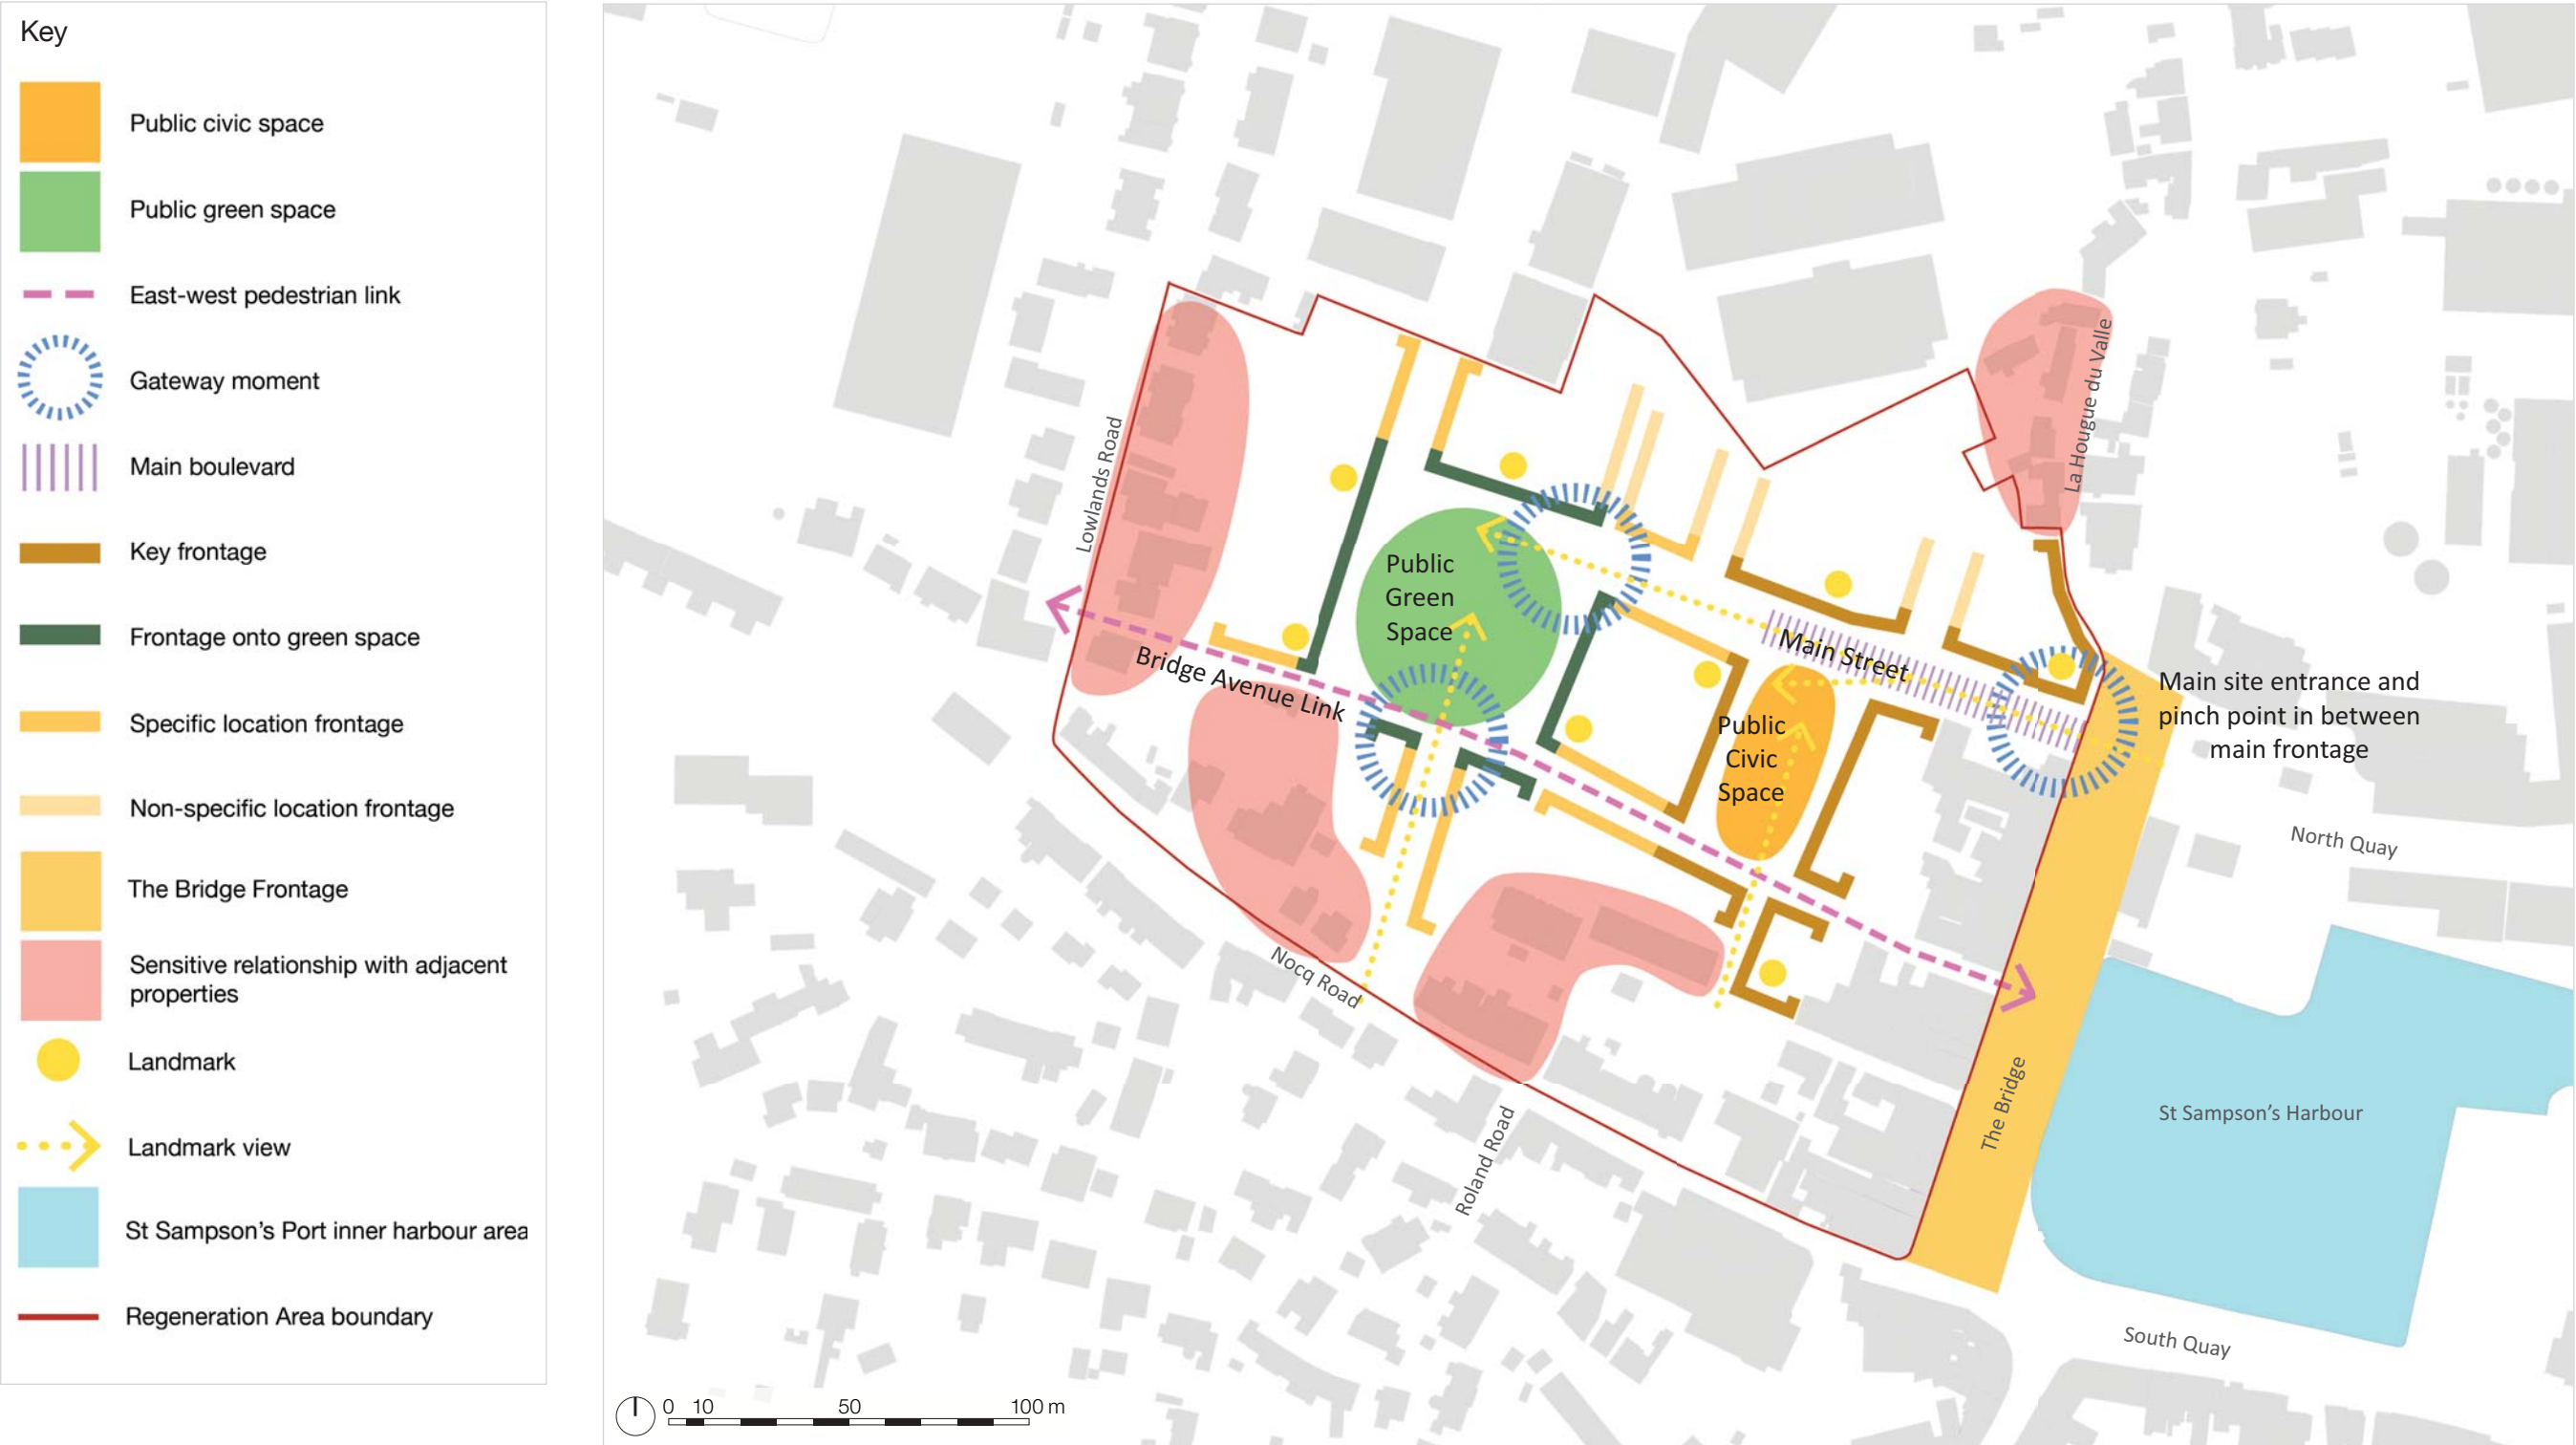 Key
Public civic space
Public green space
East-west pedestrian link
Gateway moment
Main boulevard
Key frontage
Frontage onto green space
Specific location frontage
Non-specific location frontage
The Bridge Frontage
Sensitive relationship with adjacent
properties
Landmark
Landmark view
St Sampson's Port inner harbour area
Regeneration Area boundary
Lowlands Road
La Hougue du Valle
Public
Green
Space
Bridge Avenue Link
Main Street
Public
Civic
Space
Main site entrance and
pinch point in between
main frontage
North Quay
Nocq Road
Roland Road
The Bridge
St Sampson's Harbour
South Quay
0 10 50 100 m